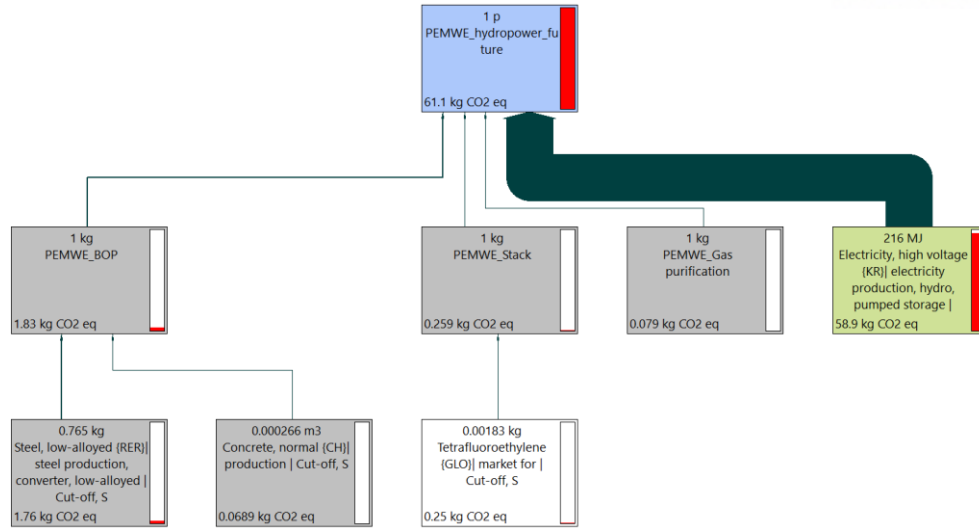 1 p
PEMWE_hydropower_fu
ture
61.1 kg CO2 eq
1 kg
PEMWE_BOP
1.83 kg CO2 eq
1 kg
PEMWE_Stack
0.259 kg CO2 eq
1 kg
PEMWE_Gas
purification
0.079 kg CO2 eq
216 MJ
Electricity, high voltage
{KR}| electricity
production, hydro,
pumped storage |
58.9 kg CO2 eq
0.765 kg
Steel, low-alloyed {RER}|
steel production,
converter, low-alloyed |
Cut-off, S
1.76 kg CO2 eq
0.000266 m3
Concrete, normal {CH}|
production | Cut-off, S
0.0689 kg CO2 eq
0.00183 kg
Tetrafluoroethylene
{GLO}| market for |
Cut-off, S
0.25 kg CO2 eq